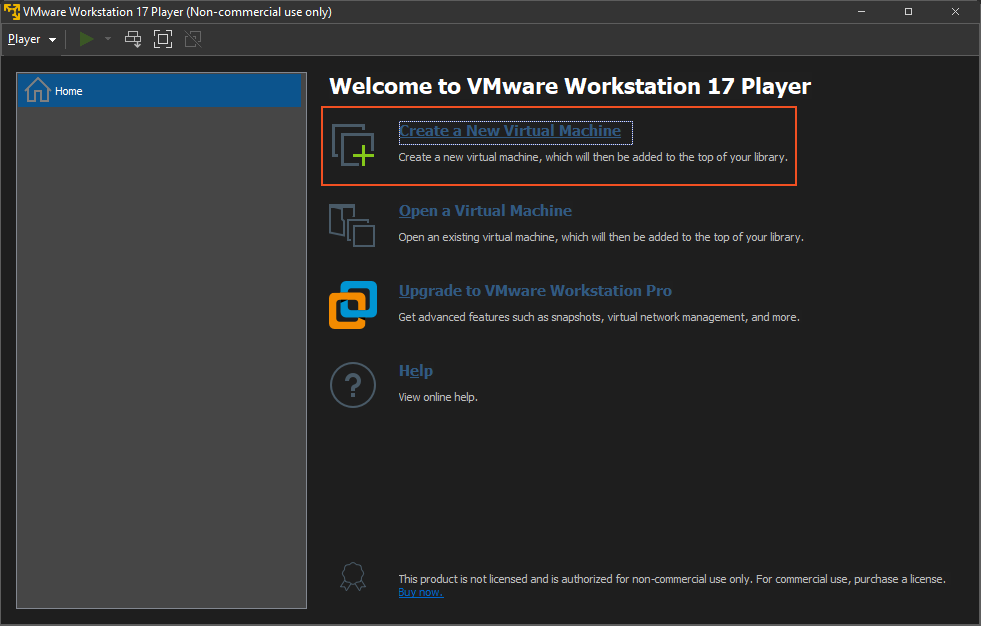 VMware Workstation 17 Player (Non-commercial use only)
Player
Home
Welcome to VMware Workstation 17 Player
Create a New Virtual Machine
Create a new virtual machine, which will then be added to the top of your library.
Open a Virtual Machine
Open an existing virtual machine, which will then be added to the top of your library.
Upgrade to VMware Workstation Pro
Get advanced features such as snapshots, virtual network management, and more.
?
Help
View online help.
This product is not licensed and is authorized for non-commercial use only. For commercial use, purchase a license.
Buy now.